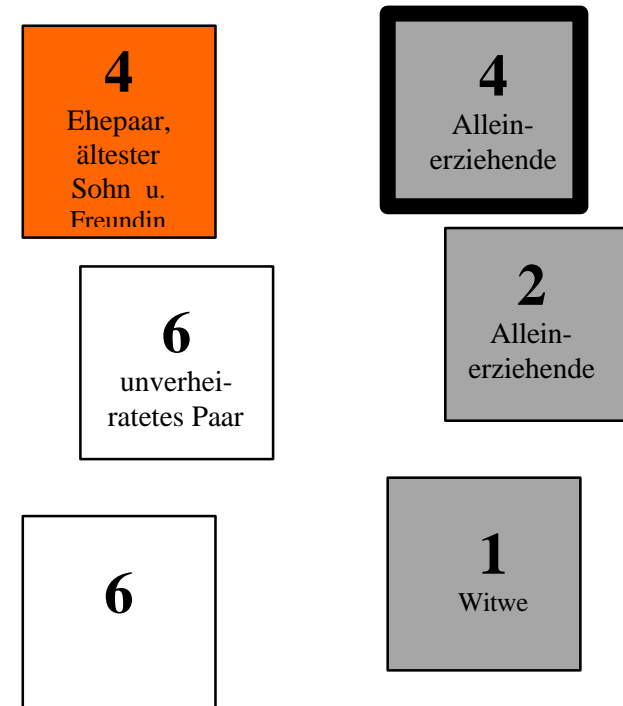 4
Ehepaar,
ältester
Sohn u.
Freundin
4
Allein-
erziehende
6
unverhei-
ratetes Paar
2
Allein-
erziehende
6
1
Witwe